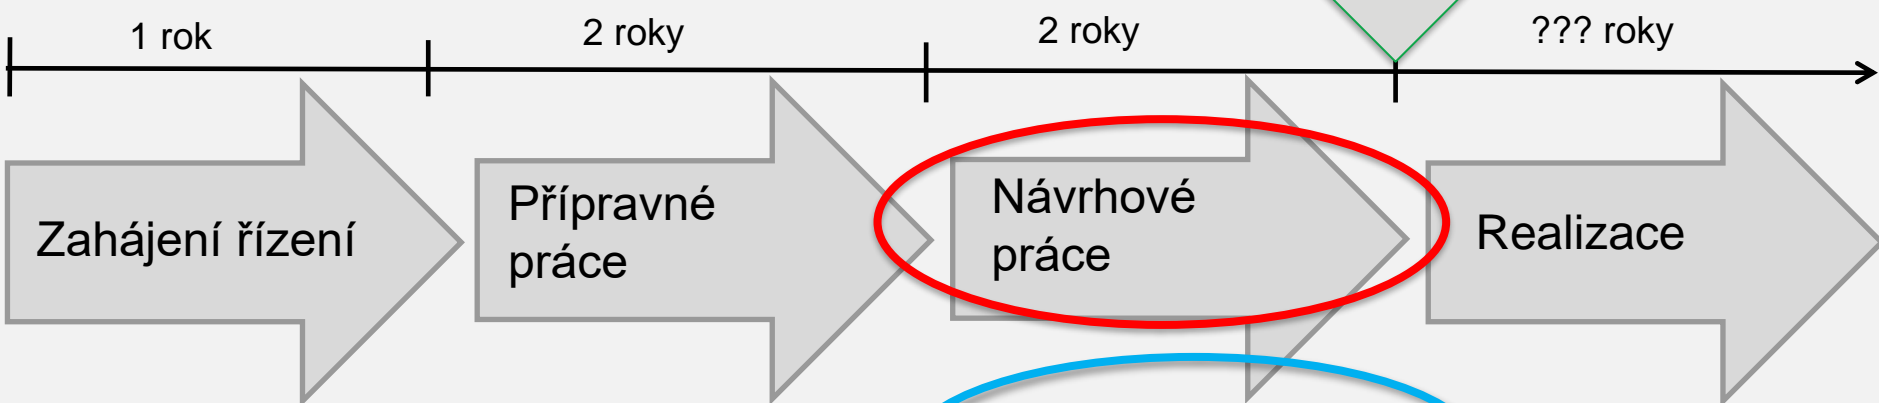 1 rok
2 roky
2 roky
??? roky
Zahájení řízení
Přípravné
práce
Návrhové
práce
Realizace